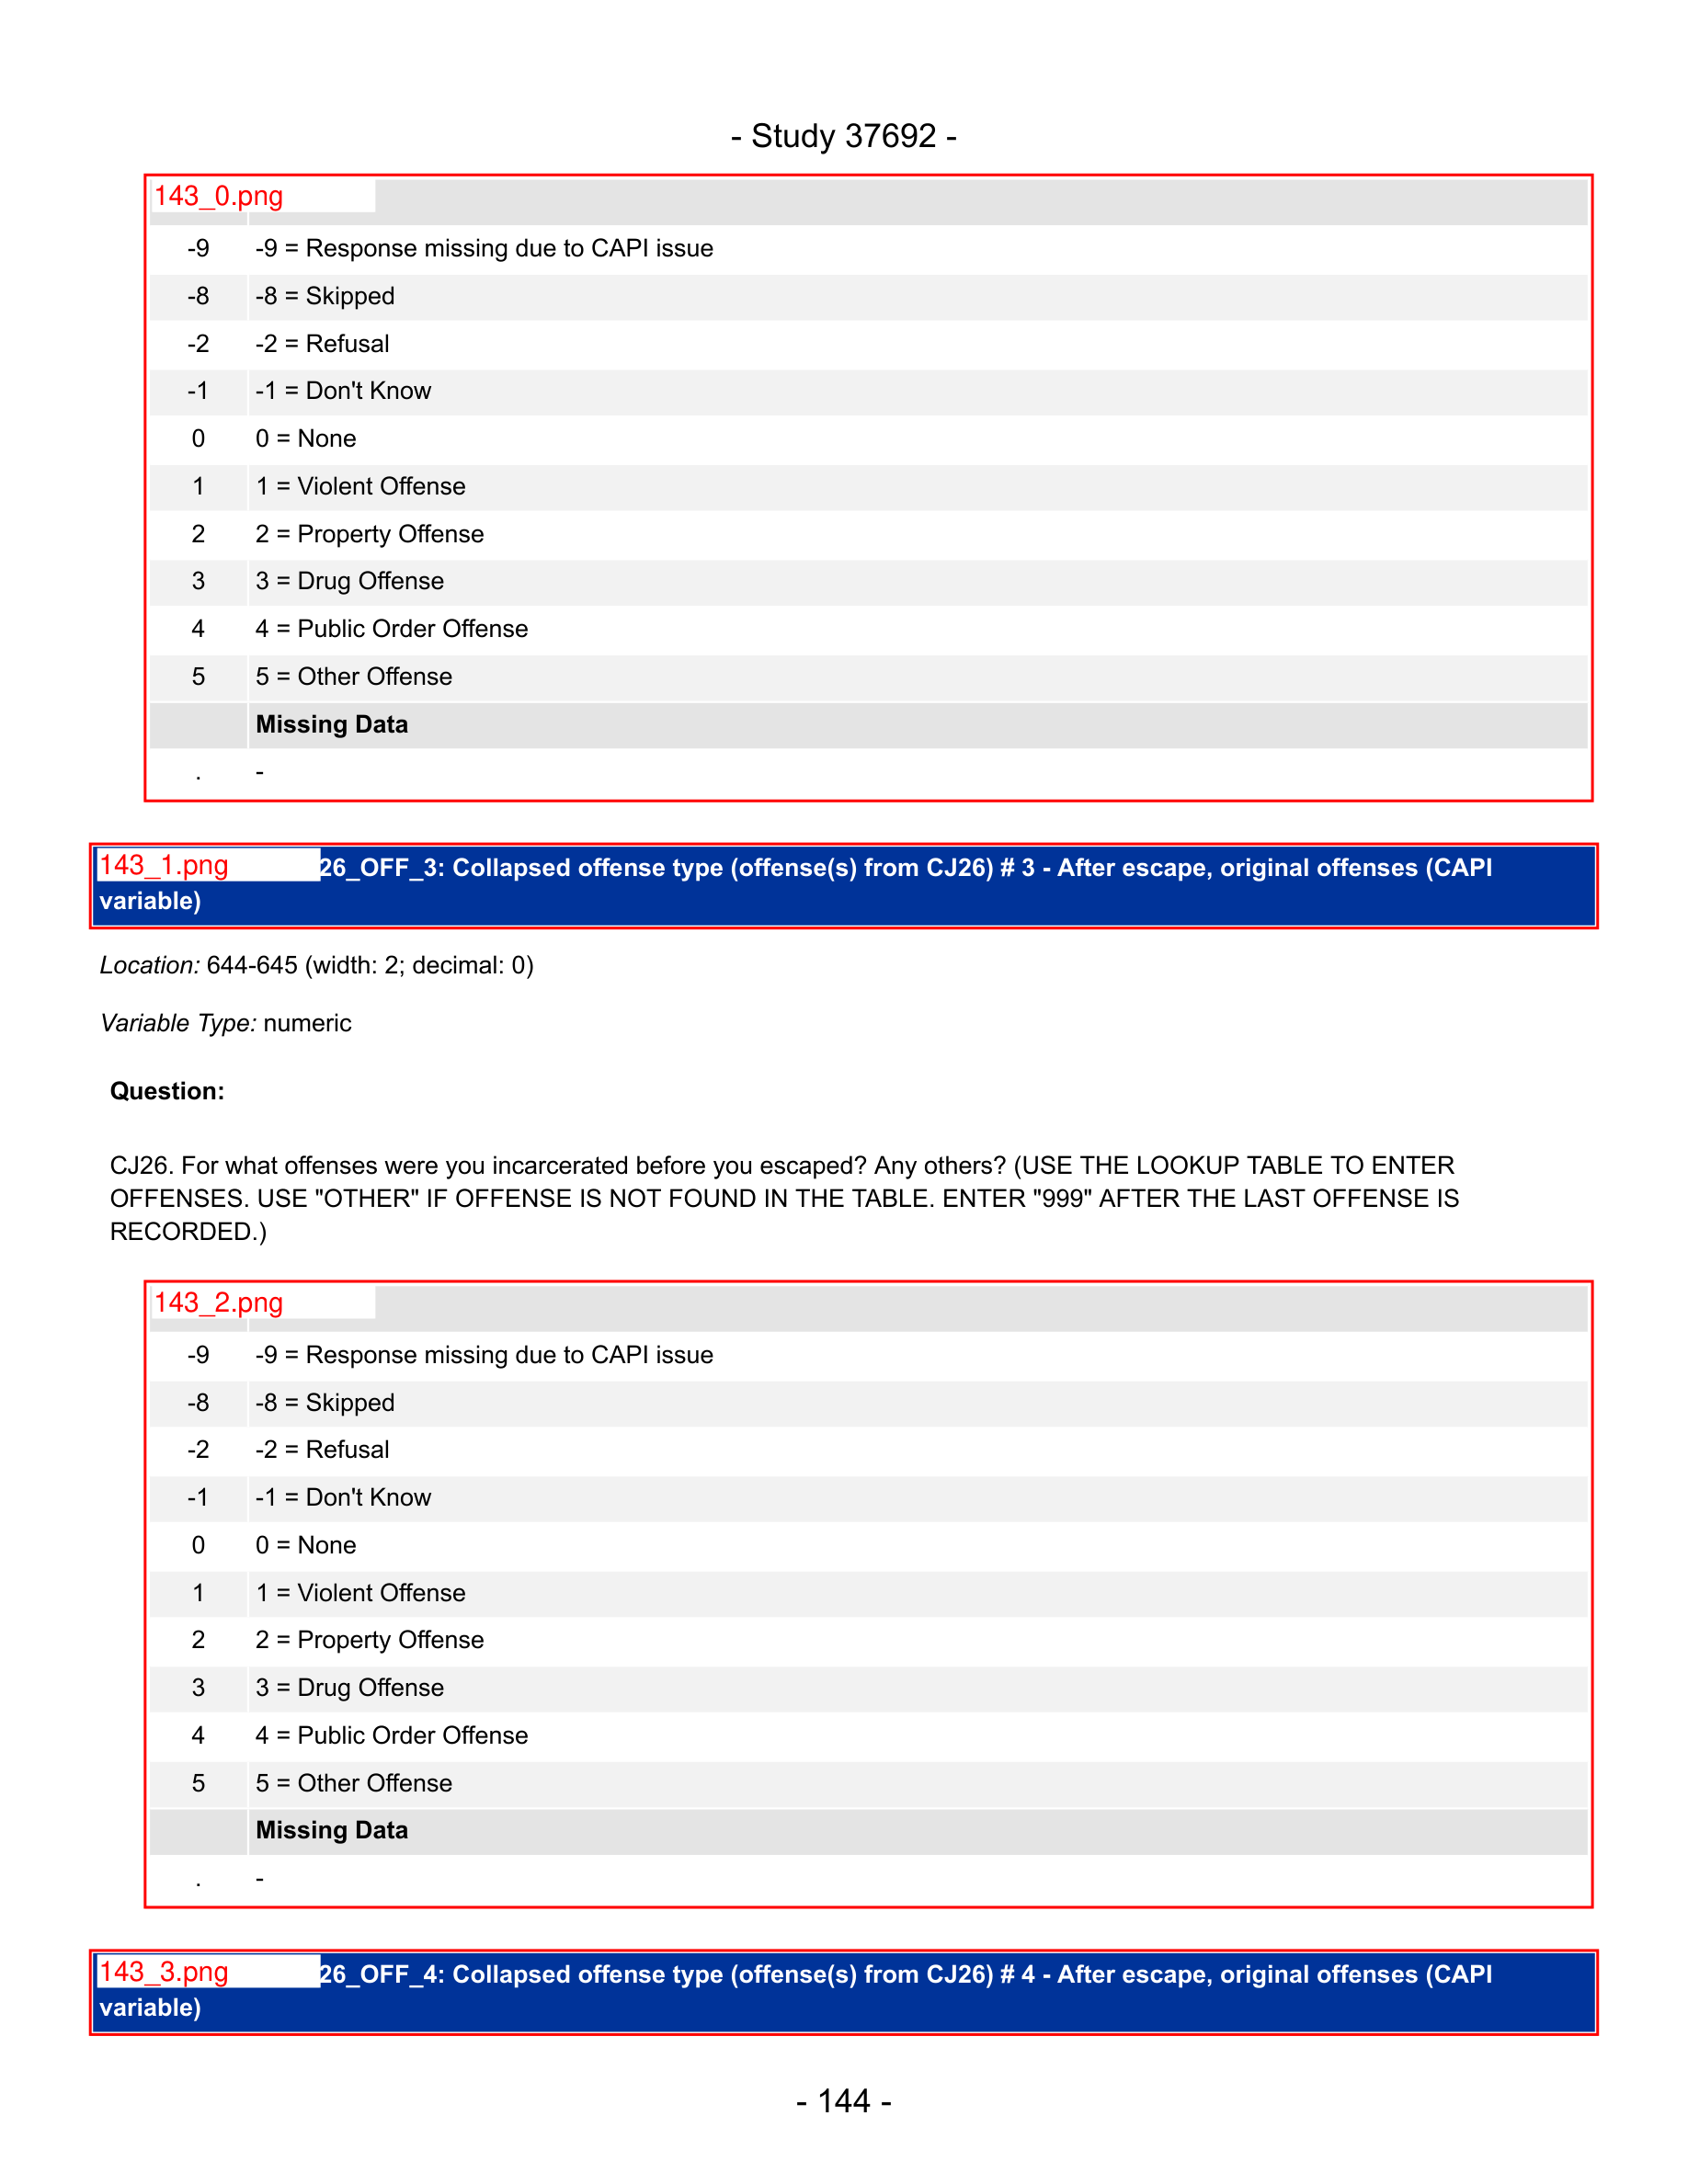 - Study 37692 -
143_0.png
-9 -9 = Response missing due to CAPI issue
-8 -8 = Skipped
-2 -2 = Refusal
-1 -1 = Don't Know
0 0 = None
1 1 = Violent Offense
2 2 = Property Offense
3 3 = Drug Offense
4 4 = Public Order Offense
5 5 = Other Offense
Missing Data
. -
143_1.png 26_OFF_3: Collapsed offense type (offense(s) from CJ26) # 3 - After escape, original offenses (CAPI
variable)
Location: 644-645 (width: 2; decimal: 0)
Variable Type: numeric
Question:
CJ26. For what offenses were you incarcerated before you escaped? Any others? (USE THE LOOKUP TABLE TO ENTER
OFFENSES. USE "OTHER" IF OFFENSE IS NOT FOUND IN THE TABLE. ENTER "999" AFTER THE LAST OFFENSE IS
RECORDED.)
143_2.png
-9 -9 = Response missing due to CAPI issue
-8 -8 = Skipped
-2 -2 = Refusal
-1 -1 = Don't Know
0 0 = None
1 1 = Violent Offense
2 2 = Property Offense
3 3 = Drug Offense
4 4 = Public Order Offense
5 5 = Other Offense
Missing Data
. -
143_3.png 26_OFF_4: Collapsed offense type (offense(s) from CJ26) # 4 - After escape, original offenses (CAPI
variable)
- 144 -